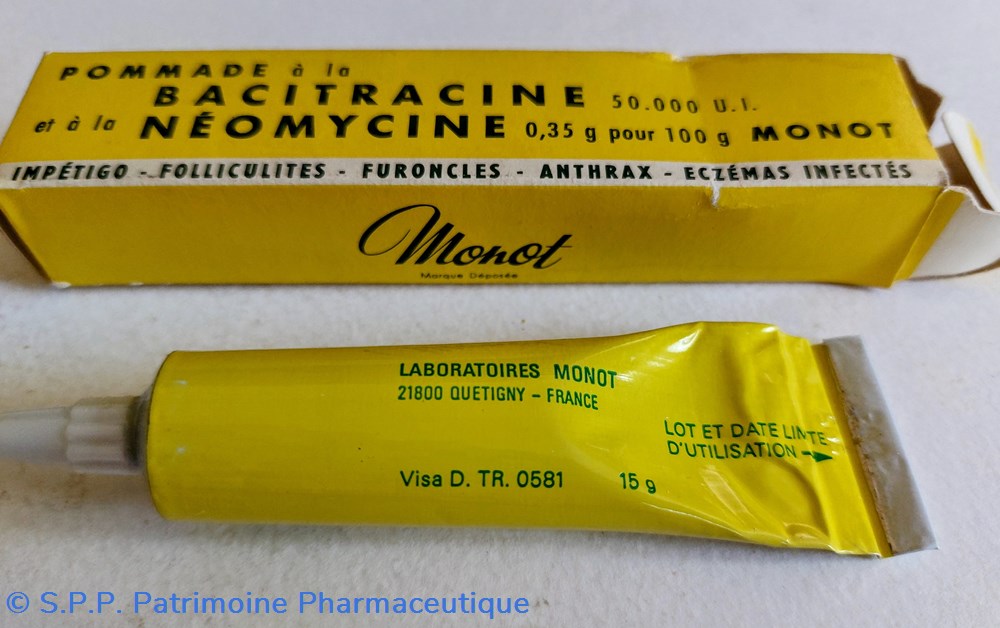 POMMADE à la
BACITRACINE 50.000 U.I.
et à la NÉOMYCINE 0,35 g pour 100 g MONOT
IMPÉTIGO - FOLLICULITES - FURONCLES - ANTHRAX - ECZÉMAS INFECTÉS
Monot
Marque Déposée
LABORATOIRES MONOT
21800 QUETIGNY - FRANCE
LOT ET DATE LIMITE
D'UTILISATION
Visa D. TR. 0581 15 g
© S.P.P. Patrimoine Pharmaceutique